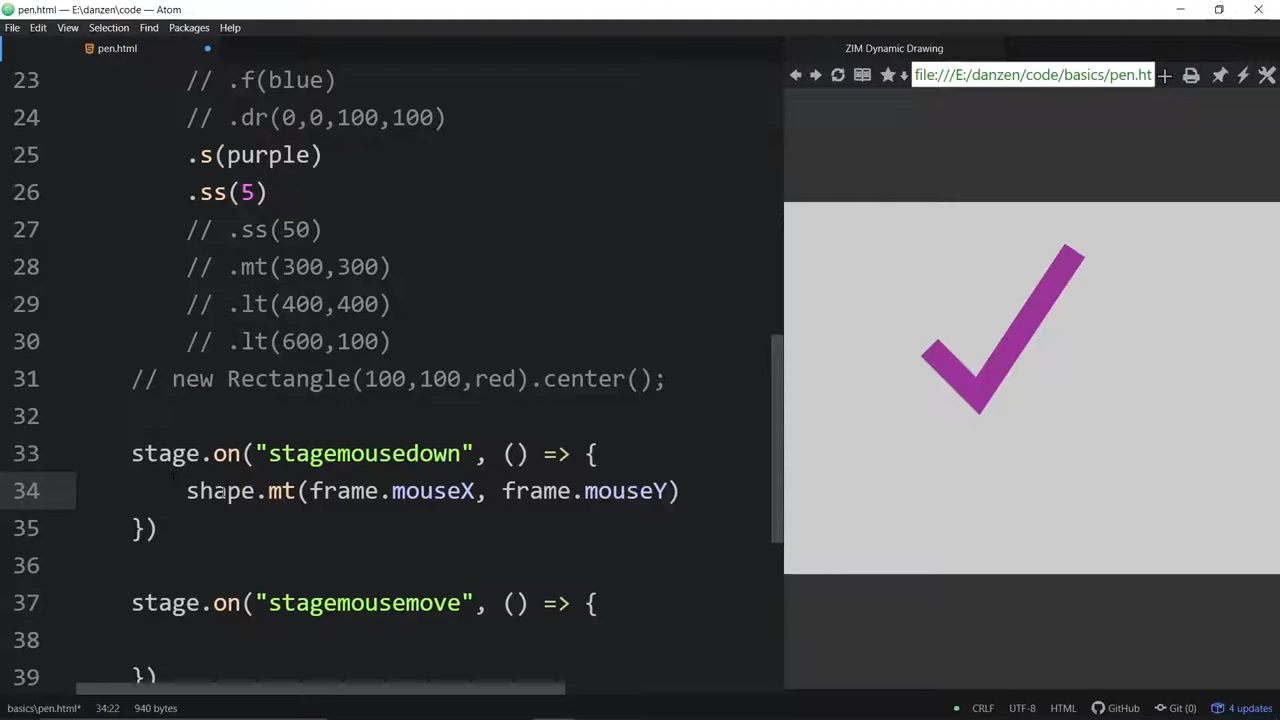 pen.html — E:\danzen\code — Atom
File Edit View Selection Find Packages Help
pen.html
ZIM Dynamic Drawing
file:///E:/danzen/code/basics/pen.ht
23 // .f(blue)
24 // .dr(0,0,100,100)
25 .s(purple)
26 .ss(5)
27 // .ss(50)
28 // .mt(300,300)
29 // .lt(400,400)
30 // .lt(600,100)
31 // new Rectangle(100,100,red).center();
32
33 stage.on("stagemousedown", () => {
34 shape.mt(frame.mouseX, frame.mouseY)
35 })
36
37 stage.on("stagemousemove", () => {
38
39 })
basics\pen.html* 34:22 940 bytes
CRLF UTF-8 HTML GitHub Git (0) 4 updates